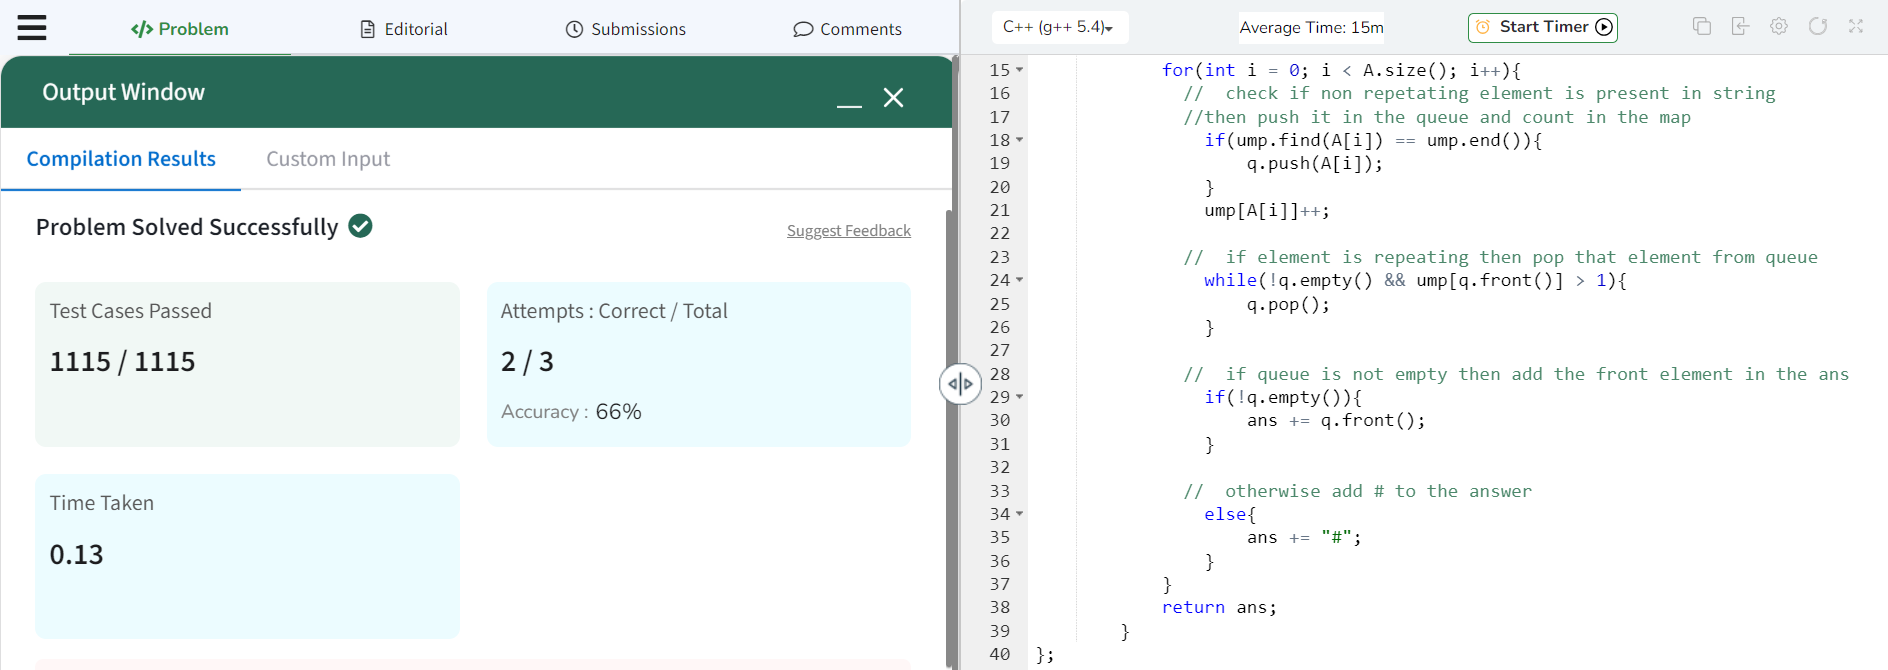 </> Problem
Editorial
Submissions
Comments
Output Window
Compilation Results
Custom Input
Problem Solved Successfully
Suggest Feedback
Test Cases Passed
1115 / 1115
Attempts : Correct / Total
2 / 3
Accuracy : 66%
Time Taken
0.13
C++ (g++ 5.4)
Average Time: 15m
Start Timer
15 for(int i = 0; i < A.size(); i++){
16 //  check if non repetating element is present in string
17 //then push it in the queue and count in the map
18 if(ump.find(A[i]) == ump.end()){
19 q.push(A[i]);
20 }
21 ump[A[i]]++;
22
23 //  if element is repeating then pop that element from queue
24 while(!q.empty() && ump[q.front()] > 1){
25 q.pop();
26 }
27
28 //  if queue is not empty then add the front element in the ans
29 if(!q.empty()){
30 ans += q.front();
31 }
32
33 //  otherwise add # to the answer
34 else{
35 ans += "#";
36 }
37 }
38 return ans;
39 }
40 };